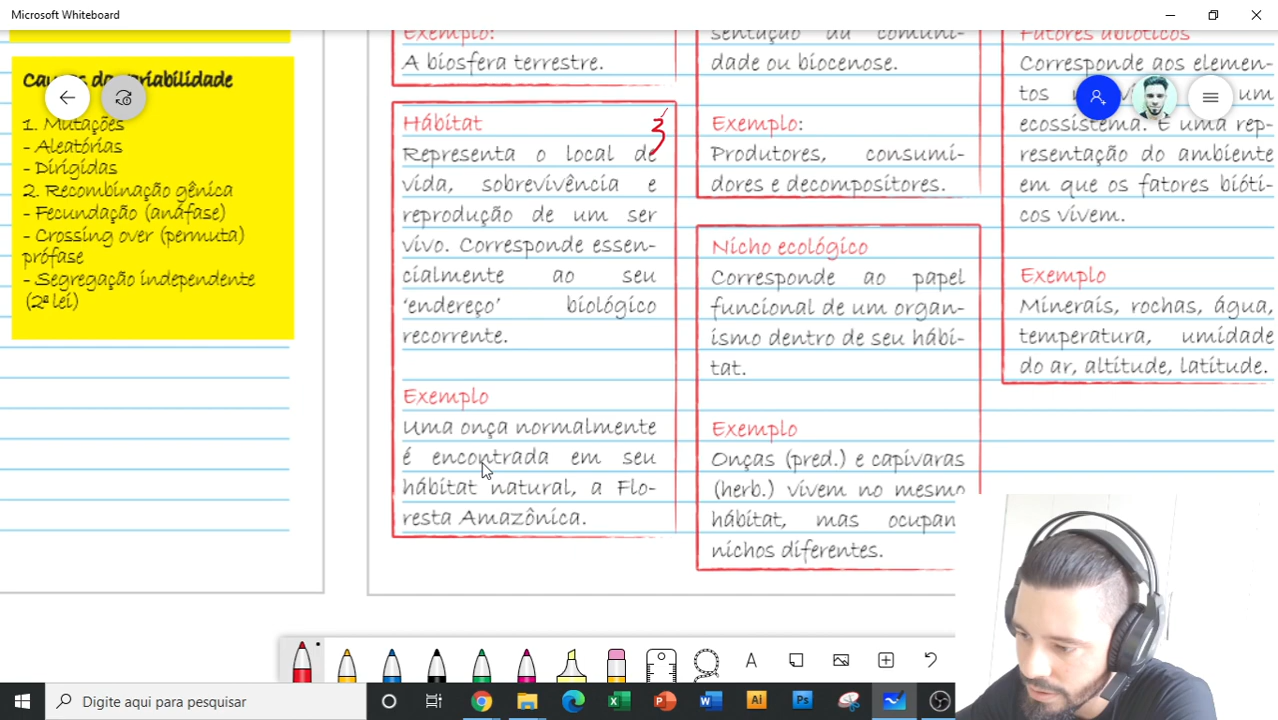 Microsoft Whiteboard
Causas da variabilidade
1. Mutações
- Aleatórias
- Dirigidas
2. Recombinação gênica
- Fecundação (anáfase)
- Crossing over (permuta)
prófase
- Segregação independente
(2ª lei)
Exemplo:
A biosfera terrestre.
Hábitat
3
Representa o local de
vida, sobrevivência e
reprodução de um ser
vivo. Corresponde essen-
cialmente ao seu
‘endereço’ biológico
recorrente.
Exemplo
Uma onça normalmente
é encontrada em seu
hábitat natural, a Flo-
resta Amazônica.
sentação da comuni-
dade ou biocenose.
Exemplo:
Produtores, consumi-
dores e decompositores.
Nicho ecológico
Corresponde ao papel
funcional de um organ-
ismo dentro de seu hábi-
tat.
Exemplo
Onças (pred.) e capivaras
(herb.) vivem no mesmo
hábitat, mas ocupam
nichos diferentes.
Fatores abióticos
Corresponde aos elemen-
tos um
ecossistema. É uma rep-
resentação do ambiente
em que os fatores bióti-
cos vivem.
Exemplo
Minerais, rochas, água,
temperatura, umidade
do ar, altitude, latitude.
A
Digite aqui para pesquisar
Ai
Ps